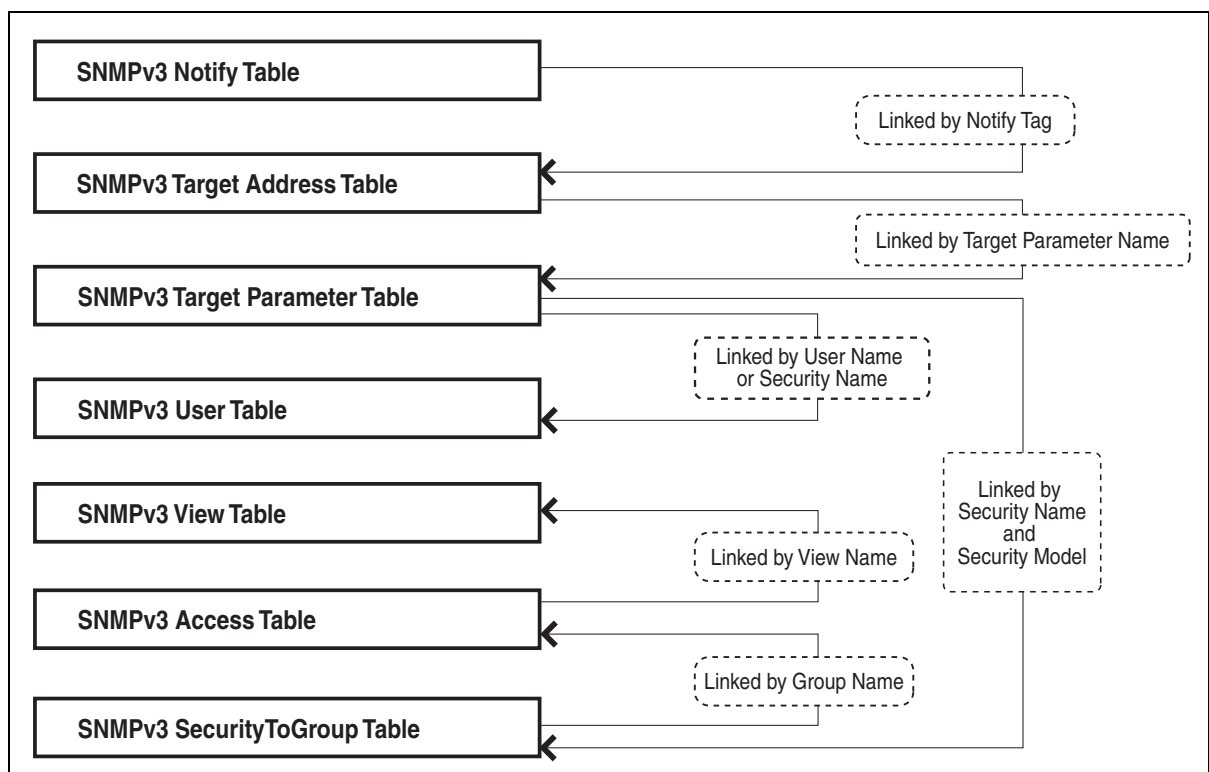 SNMPv3 Notify Table
Linked by Notify Tag
SNMPv3 Target Address Table
Linked by Target Parameter Name
SNMPv3 Target Parameter Table
Linked by User Name
or Security Name
SNMPv3 User Table
Linked by
Security Name
and
Security Model
SNMPv3 View Table
Linked by View Name
SNMPv3 Access Table
Linked by Group Name
SNMPv3 SecurityToGroup Table